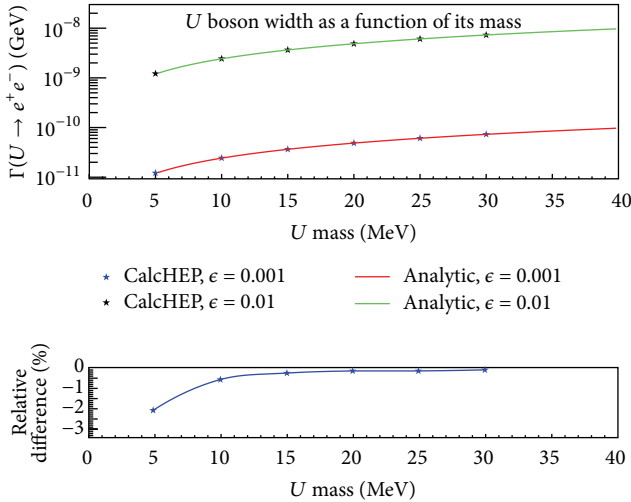 U boson width as a function of its mass
Γ(U → e⁺e⁻) (GeV)
10⁻⁸
10⁻⁹
10⁻¹⁰
10⁻¹¹
0 5 10 15 20 25 30 35 40
U mass (MeV)
CalcHEP, ϵ = 0.001 Analytic, ϵ = 0.001
CalcHEP, ϵ = 0.01 Analytic, ϵ = 0.01
Relative
difference (%)
0
−1
−2
−3
0 5 10 15 20 25 30 35 40
U mass (MeV)